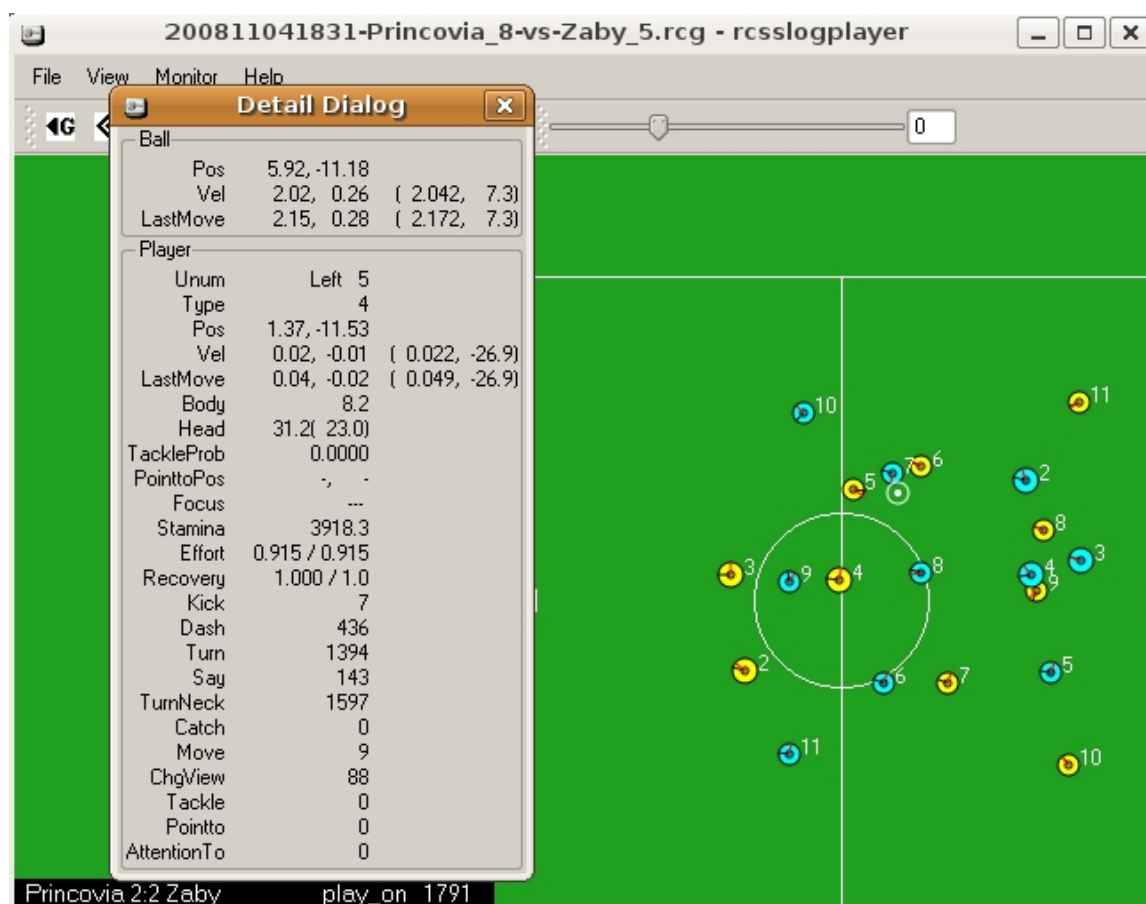 200811041831-Princovia_8-vs-Zaby_5.rcg - rcsslogplayer
File View Monitor Help
Detail Dialog
G
0
Ball
Pos 5.92, -11.18
Vel 2.02, 0.26 ( 2.042, 7.3)
LastMove 2.15, 0.28 ( 2.172, 7.3)
Player
Unum Left 5
Type 4
Pos 1.37, -11.53
Vel 0.02, -0.01 ( 0.022, -26.9)
LastMove 0.04, -0.02 ( 0.049, -26.9)
Body 8.2
Head 31.2( 23.0)
TackleProb 0.0000
PointtoPos -, -
Focus ---
Stamina 3918.3
Effort 0.915 / 0.915
Recovery 1.000 / 1.0
Kick 7
Dash 436
Turn 1394
Say 143
TurnNeck 1597
Catch 0
Move 9
ChgView 88
Tackle 0
Pointto 0
AttentionTo 0
10 11
7 6
5 2
8
3 9 4 8 4 3
9
2 6 7 5
11 10
Princovia 2:2 Zaby play_on 1791